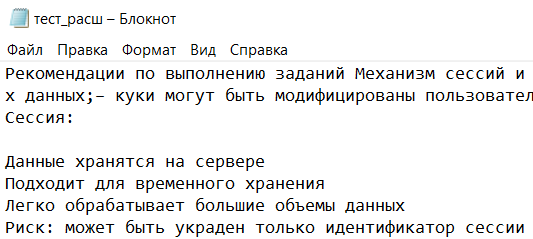 тест_расш – Блокнот
Файл Правка Формат Вид Справка
Рекомендации по выполнению заданий Механизм сессий и
х данных;– куки могут быть модифицированы пользовател
Сессия:
Данные хранятся на сервере
Подходит для временного хранения
Легко обрабатывает большие объемы данных
Риск: может быть украден только идентификатор сессии